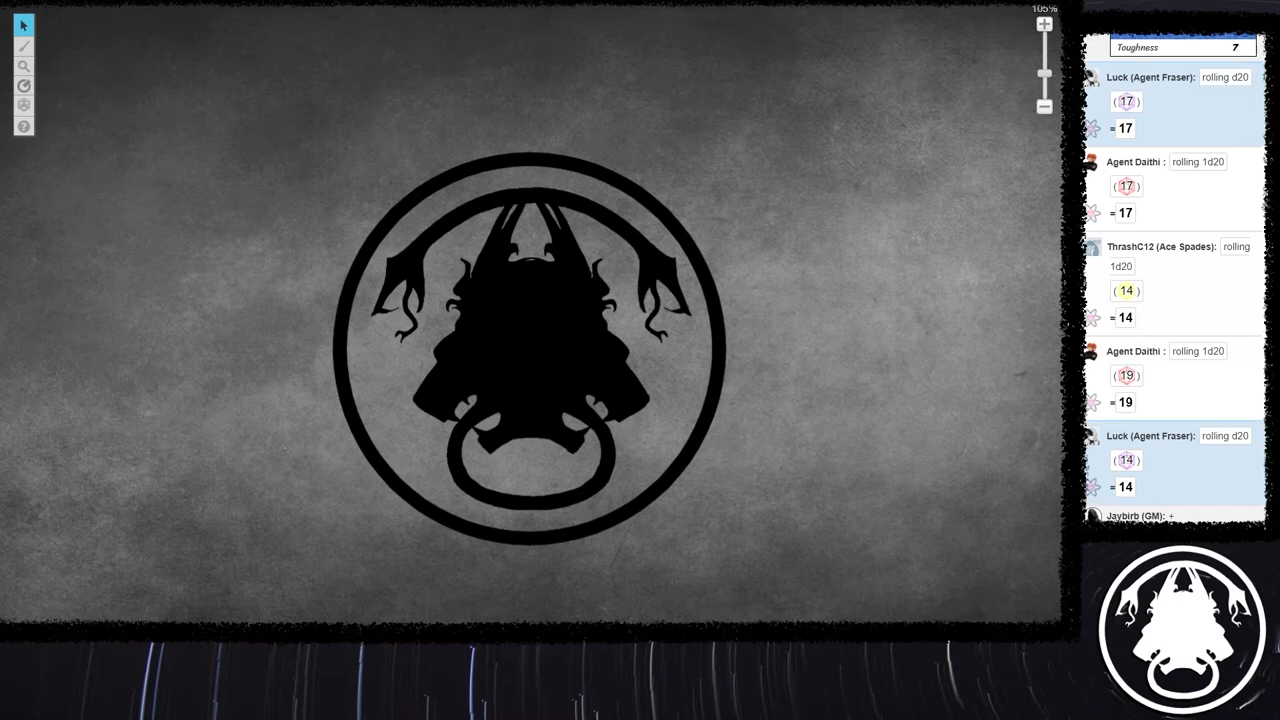 105%
Toughness 7
Luck (Agent Fraser): rolling d20
(17)
= 17
Agent Daithi : rolling 1d20
(17)
= 17
ThrashC12 (Ace Spades): rolling
1d20
(14)
= 14
Agent Daithi : rolling 1d20
(19)
= 19
Luck (Agent Fraser): rolling d20
(14)
= 14
Jaybirb (GM): +